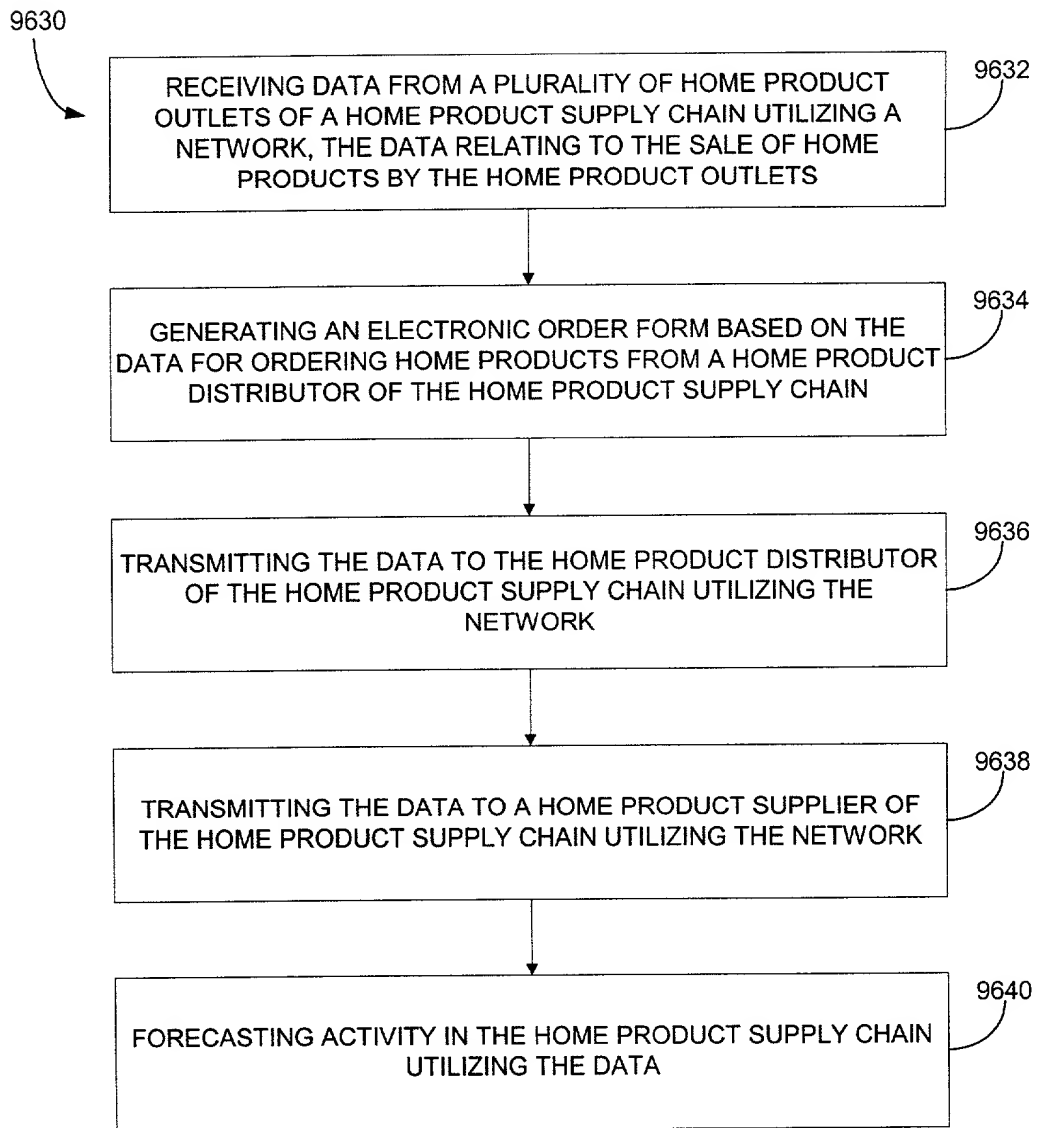 9630
RECEIVING DATA FROM A PLURALITY OF HOME PRODUCT
OUTLETS OF A HOME PRODUCT SUPPLY CHAIN UTILIZING A
NETWORK, THE DATA RELATING TO THE SALE OF HOME
PRODUCTS BY THE HOME PRODUCT OUTLETS
9632
GENERATING AN ELECTRONIC ORDER FORM BASED ON THE
DATA FOR ORDERING HOME PRODUCTS FROM A HOME PRODUCT
DISTRIBUTOR OF THE HOME PRODUCT SUPPLY CHAIN
9634
TRANSMITTING THE DATA TO THE HOME PRODUCT DISTRIBUTOR
OF THE HOME PRODUCT SUPPLY CHAIN UTILIZING THE
NETWORK
9636
TRANSMITTING THE DATA TO A HOME PRODUCT SUPPLIER OF
THE HOME PRODUCT SUPPLY CHAIN UTILIZING THE NETWORK
9638
FORECASTING ACTIVITY IN THE HOME PRODUCT SUPPLY CHAIN
UTILIZING THE DATA
9640